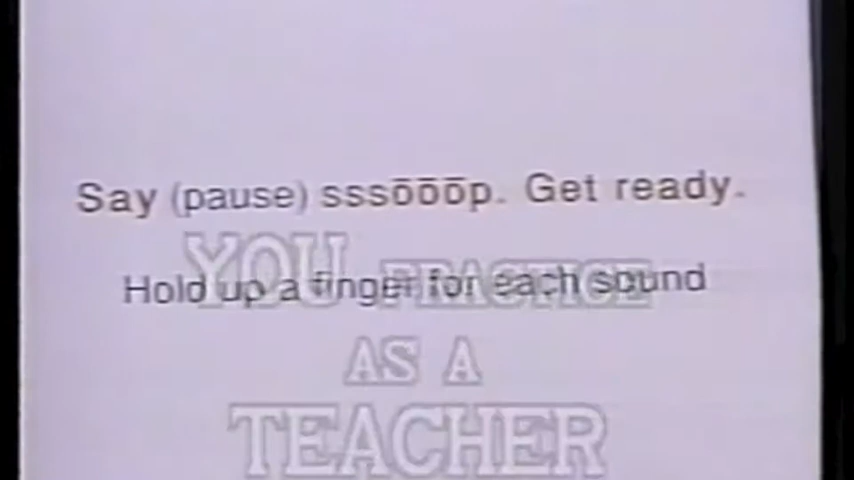 Say (pause) sssōōōp. Get ready.
Hold up a finger for each sound
YOU PRACTICE
AS A
TEACHER